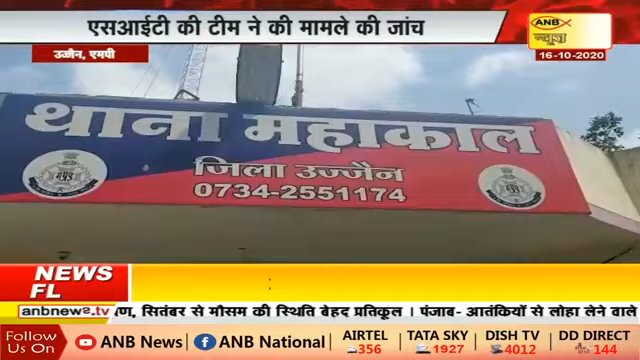 एसआईटी की टीम ने की मामले की जांच
ANB
न्यूज़
उज्जैन, एमपी
16-10-2020
थाना महाकाल
जिला उज्जैन
0734-2551174
NEWS
FL
anbnews.tv
सितंबर से मौसम की स्थिति बेहद प्रतिकूल | पंजाब- आतंकियों से लोहा लेने वाले
Follow Us On
ANB News
ANB National
AIRTEL 356
TATA SKY 1927
DISH TV 4012
DD DIRECT 144